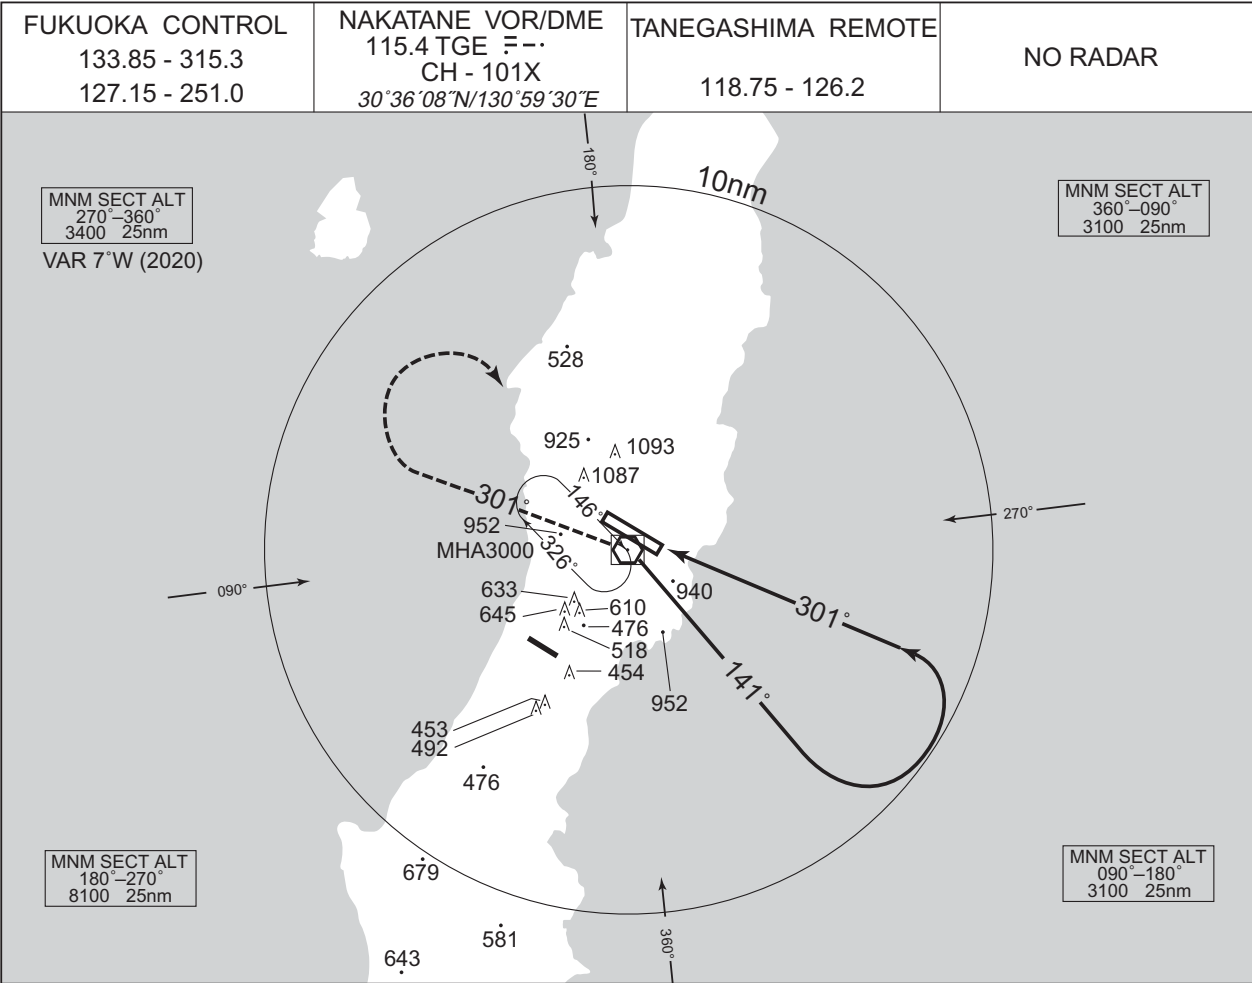 FUKUOKA CONTROL
133.85 - 315.3
127.15 - 251.0
NAKATANE VOR/DME
115.4 TGE
CH - 101X
30°36′08″N/130°59′30″E
TANEGASHIMA REMOTE
118.75 - 126.2
NO RADAR
180°
10nm
MNM SECT ALT
270°–360°
3400 25nm
VAR 7°W (2020)
MNM SECT ALT
360°–090°
3100 25nm
528
925
1093
1087
301°
146°
952
MHA3000
326°
270°
090°
940
633
645
610
476
518
454
301°
141°
952
453
492
476
MNM SECT ALT
180°–270°
8100 25nm
679
MNM SECT ALT
090°–180°
3100 25nm
581
643
360°